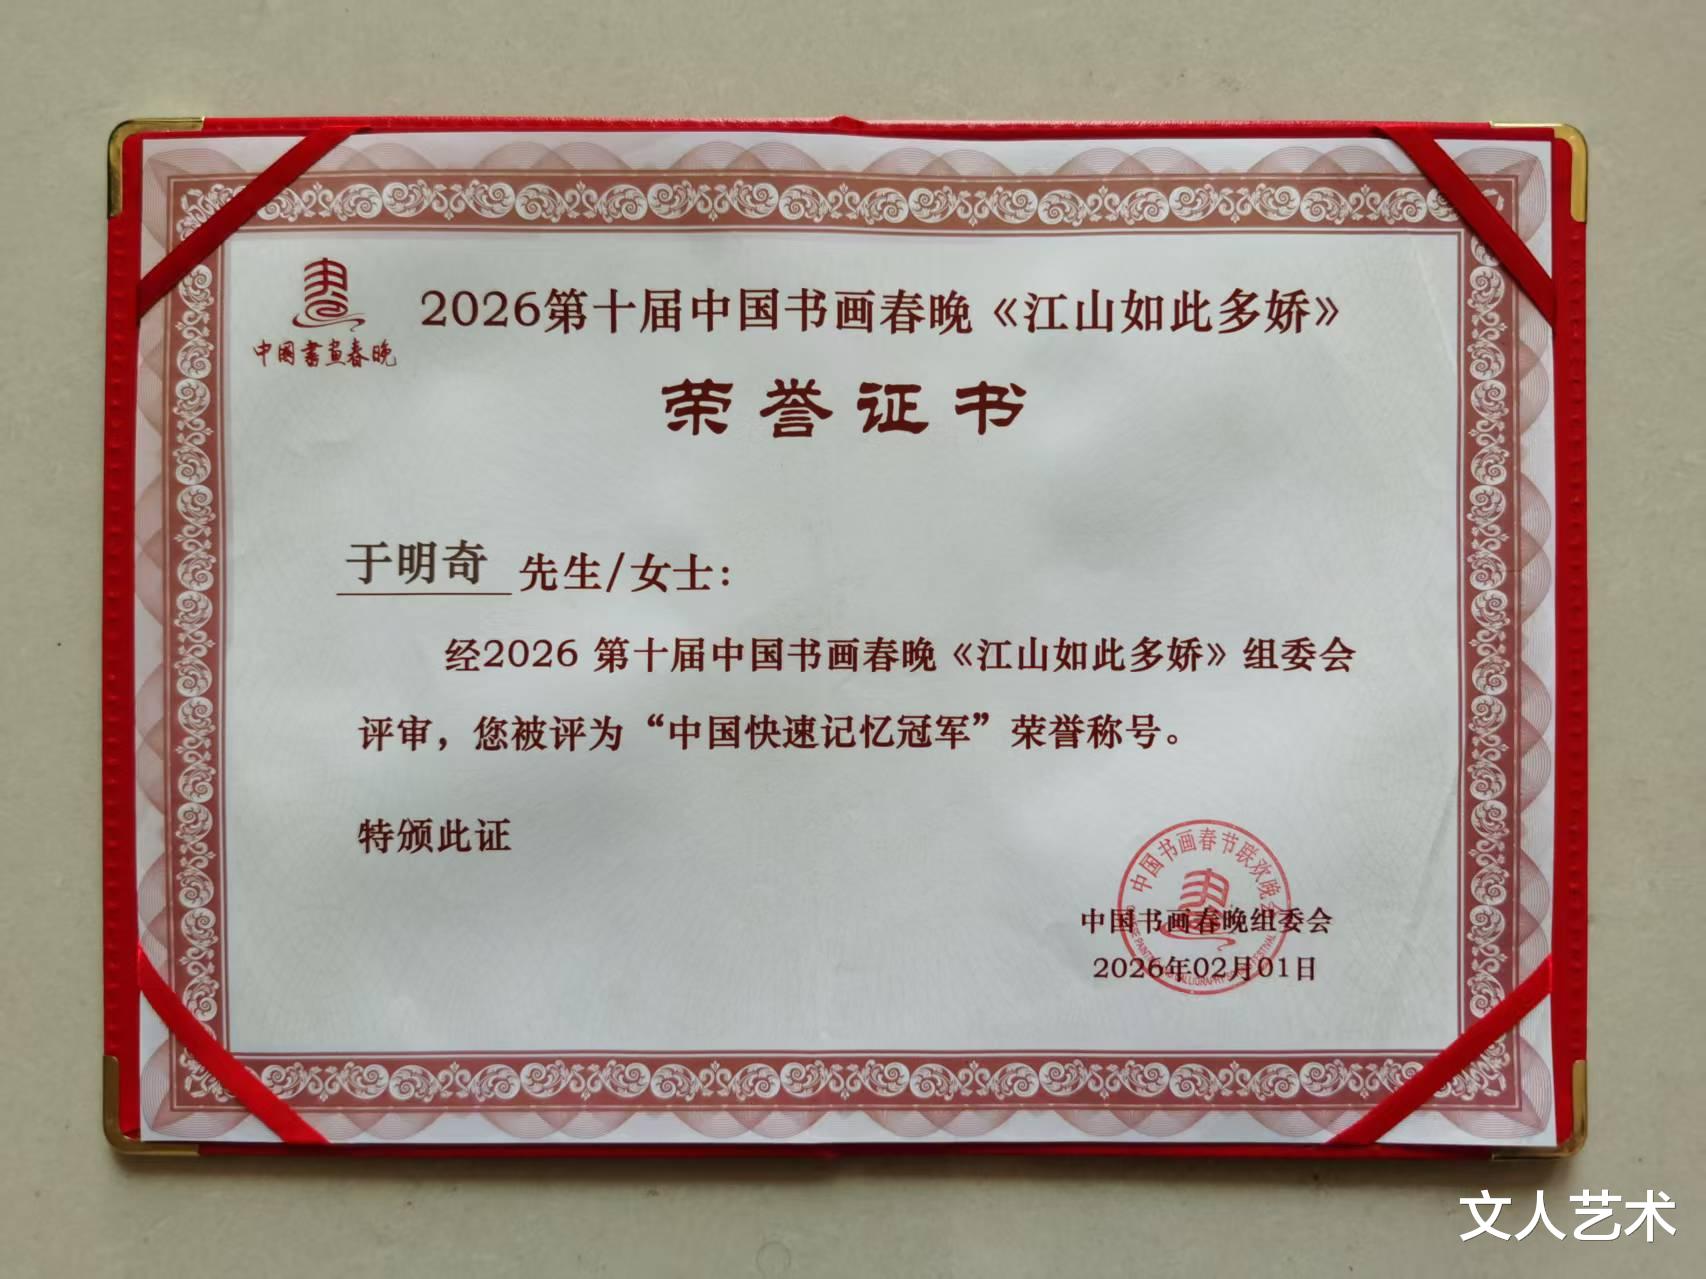 中国書畫春晚
2026第十届中国书画春晚《江山如此多娇》
荣誉证书
于明奇 先生/女士：
经2026 第十届中国书画春晚《江山如此多娇》组委会
评审，您被评为“中国快速记忆冠军”荣誉称号。
特颁此证
中国书画春节联欢晚会
中国书画春晚组委会
2026年02月01日
文人艺术